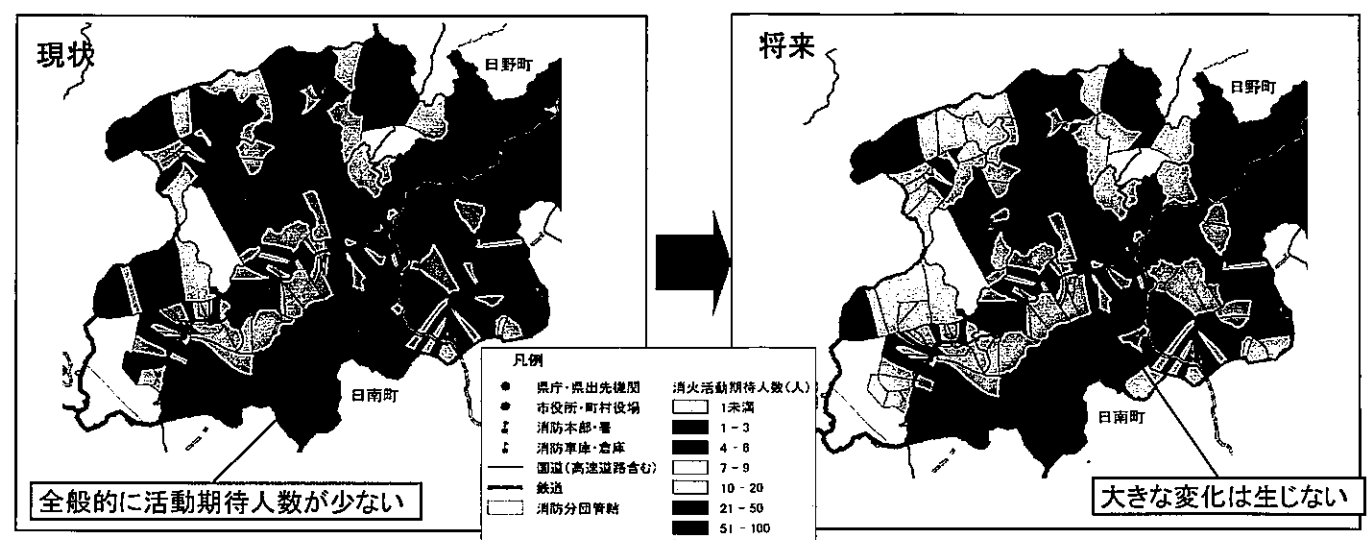 現状
日野町
日南町
全般的に活動期待人数が少ない
将来
日野町
日南町
大きな変化は生じない
凡例
県庁・県出先機関
市役所・町村役場
消防本部・署
消防車庫・倉庫
国道(高速道路含む)
鉄道
消防分団管轄
消火活動期待人数(人)
1未満
1 - 3
4 - 6
7 - 9
10 - 20
21 - 50
51 - 100